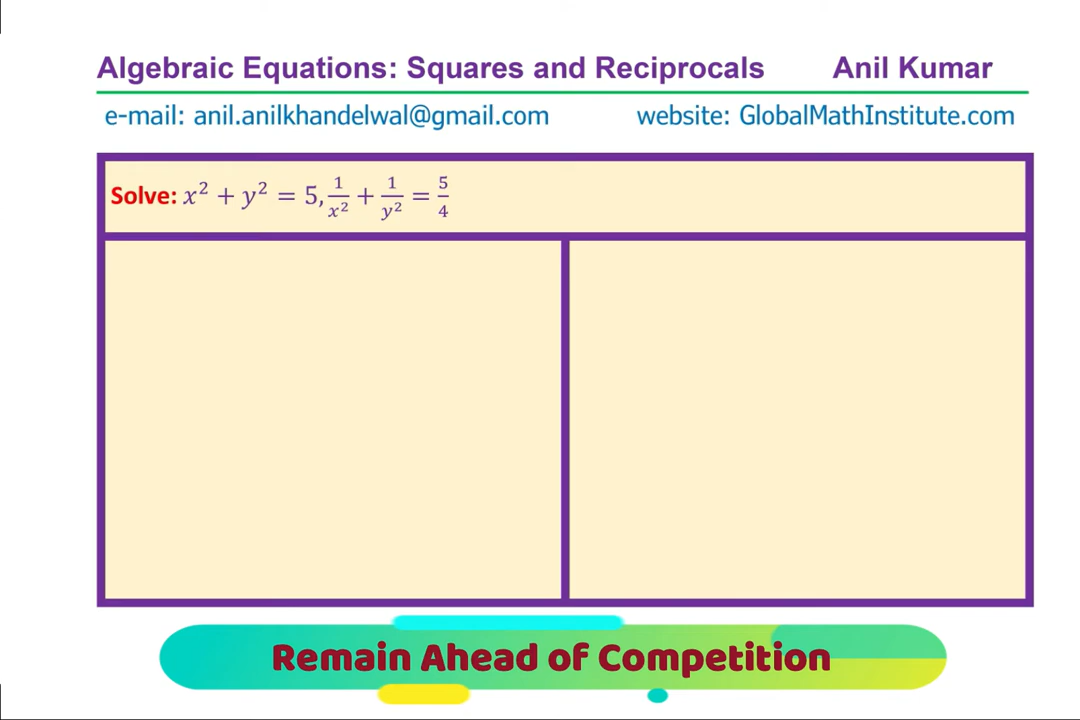 Algebraic Equations: Squares and Reciprocals Anil Kumar
e-mail: anil.anilkhandelwal@gmail.com website: GlobalMathInstitute.com
Solve: x² + y² = 5, 1/x² + 1/y² = 5/4
Remain Ahead of Competition